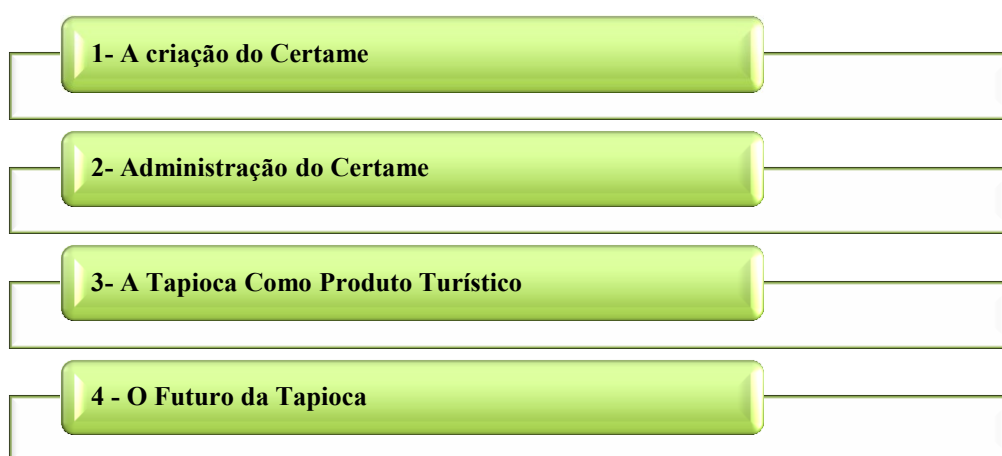 1- A criação do Certame
2- Administração do Certame
3- A Tapioca Como Produto Turístico
4 - O Futuro da Tapioca